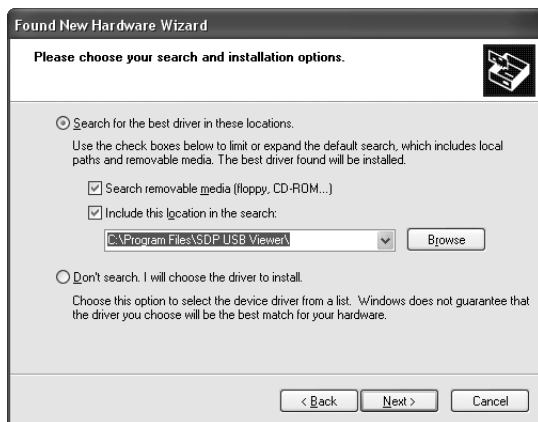 Found New Hardware Wizard
Please choose your search and installation options.
Search for the best driver in these locations.
Use the check boxes below to limit or expand the default search, which includes local
paths and removable media. The best driver found will be installed.
Search removable media (floppy, CD-ROM...)
Include this location in the search:
C:\Program Files\SDP USB Viewer\
Browse
Don't search. I will choose the driver to install.
Choose this option to select the device driver from a list. Windows does not guarantee that
the driver you choose will be the best match for your hardware.
< Back Next > Cancel